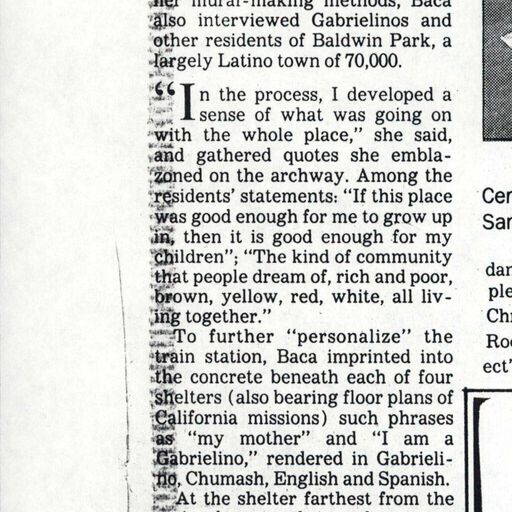 her mural-making methods, Baca
also interviewed Gabrielinos and
other residents of Baldwin Park, a
largely Latino town of 70,000.
"In the process, I developed a
sense of what was going on
with the whole place," she said,
and gathered quotes she embla-
zoned on the archway. Among the
residents' statements: "If this place
was good enough for me to grow up
in, then it is good enough for my
children"; "The kind of community
that people dream of, rich and poor,
brown, yellow, red, white, all liv-
ing together."
To further "personalize" the
train station, Baca imprinted into
the concrete beneath each of four
shelters (also bearing floor plans of
California missions) such phrases
as "my mother" and "I am a
Gabrielino," rendered in Gabrieli-
no, Chumash, English and Spanish.
At the shelter farthest from the
Cer
Sar
dar
ple
Chr
Roc
ect'